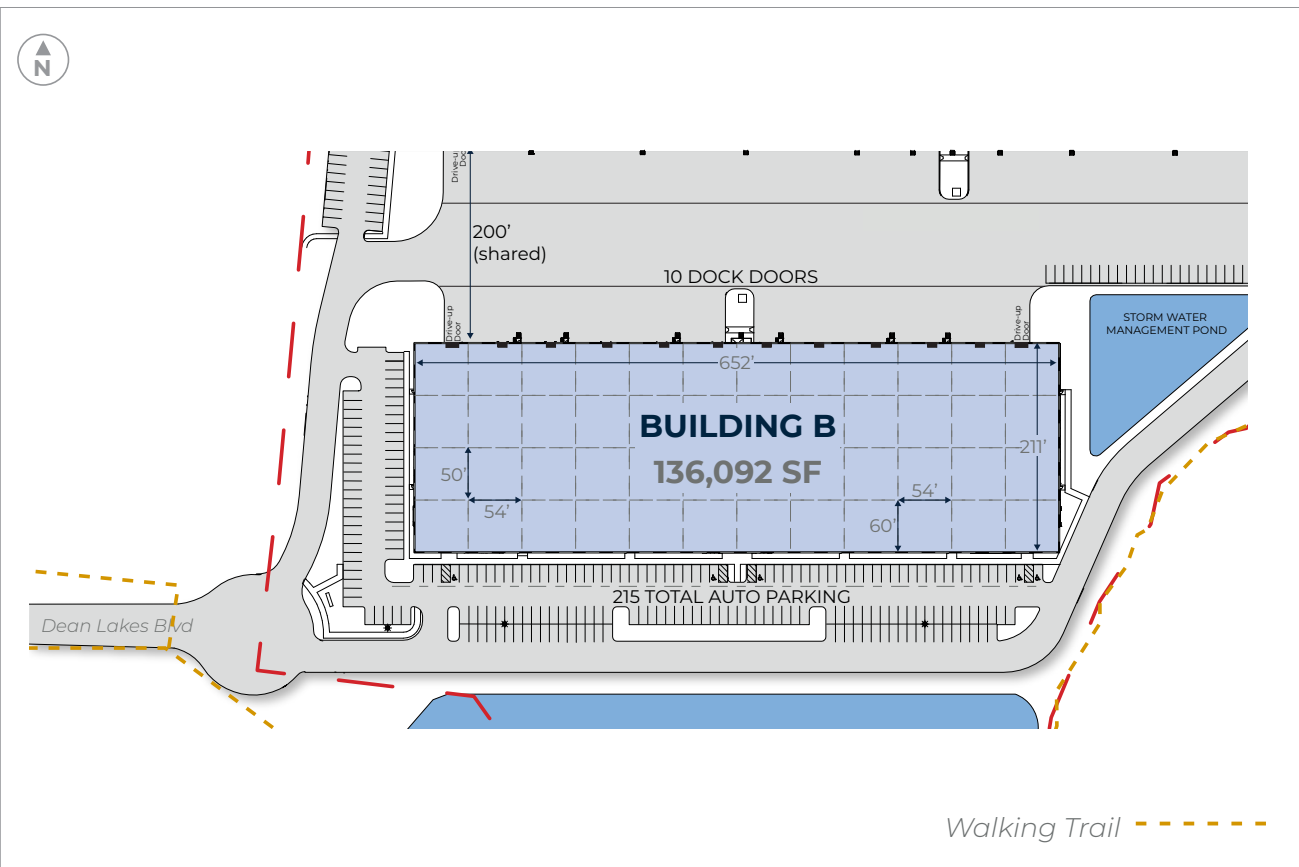 N
Drive-up
200’
(shared)
10 DOCK DOORS
Drive-up
Door
Drive-up
Door
STORM WATER
MANAGEMENT POND
652’
BUILDING B
136,092 SF
211’
50’
54’
54’
60’
215 TOTAL AUTO PARKING
Dean Lakes Blvd
Walking Trail